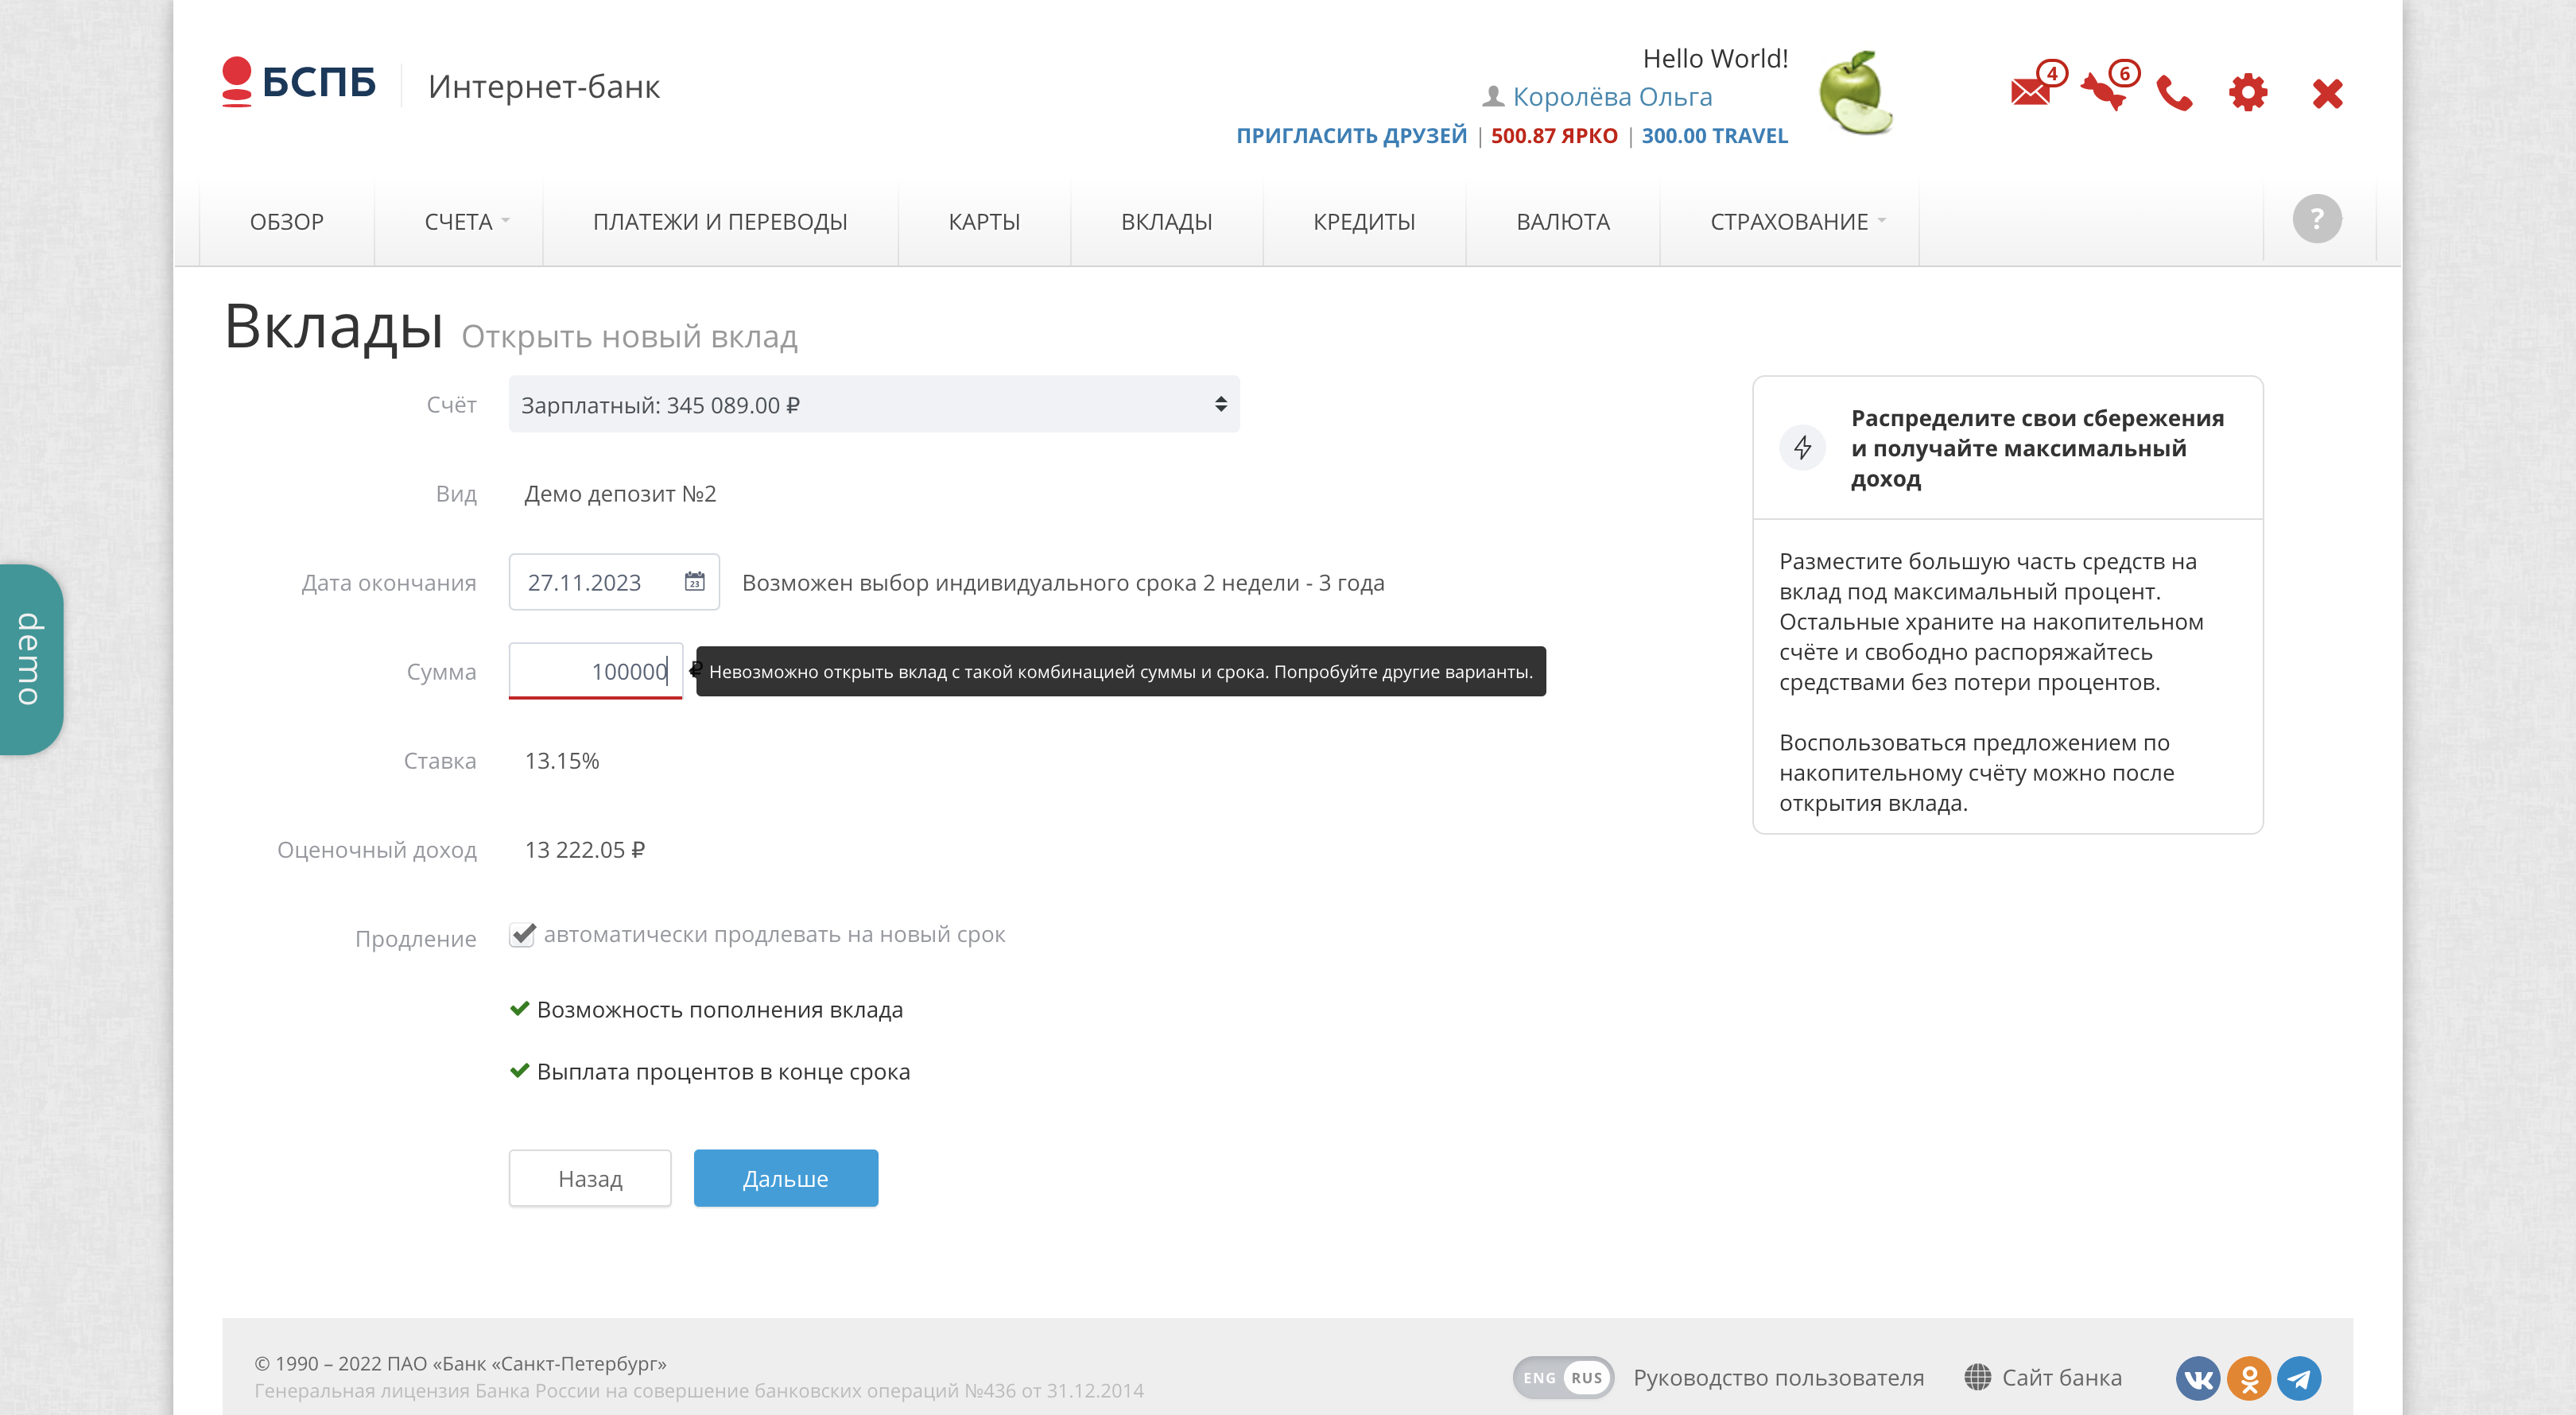 БСПБ
Интернет-банк
Hello World!
Королёва Ольга
ПРИГЛАСИТЬ ДРУЗЕЙ | 500.87 ЯРКО | 300.00 TRAVEL
4
6
ОБЗОР
СЧЕТА
ПЛАТЕЖИ И ПЕРЕВОДЫ
КАРТЫ
ВКЛАДЫ
КРЕДИТЫ
ВАЛЮТА
СТРАХОВАНИЕ
?
Вклады Открыть новый вклад
Счёт
Зарплатный: 345 089.00 ₽
Вид
Демо депозит №2
Дата окончания
27.11.2023
23
Возможен выбор индивидуального срока 2 недели - 3 года
Сумма
100000
₽
Невозможно открыть вклад с такой комбинацией суммы и срока. Попробуйте другие варианты.
Ставка
13.15%
Оценочный доход
13 222.05 ₽
Продление
автоматически продлевать на новый срок
Возможность пополнения вклада
Выплата процентов в конце срока
Назад
Дальше
Распределите свои сбережения
и получайте максимальный
доход
Разместите большую часть средств на
вклад под максимальный процент.
Остальные храните на накопительном
счёте и свободно распоряжайтесь
средствами без потери процентов.
Воспользоваться предложением по
накопительному счёту можно после
открытия вклада.
demo
© 1990 – 2022 ПАО «Банк «Санкт-Петербург»
Генеральная лицензия Банка России на совершение банковских операций №436 от 31.12.2014
ENG RUS
Руководство пользователя
Сайт банка